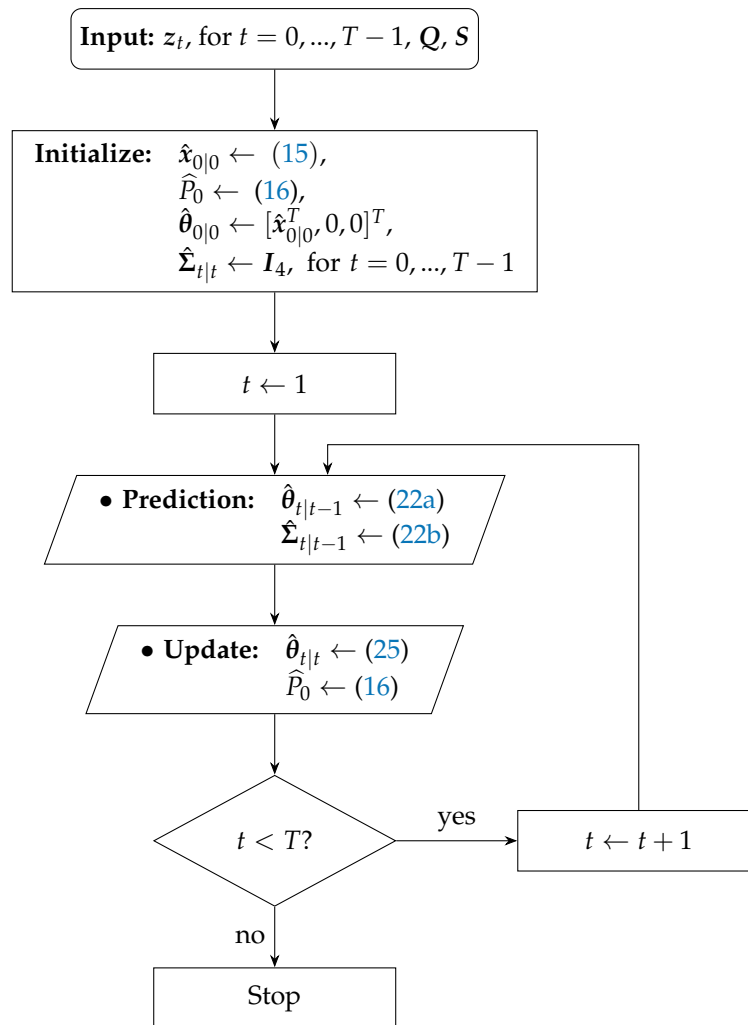 Input: z_t, for t = 0, ..., T − 1, Q, S
Initialize: x̂_{0|0} ← (15),
P̂_0 ← (16),
θ̂_{0|0} ← [x̂^T_{0|0}, 0, 0]^T,
Σ̂_{t|t} ← I_4, for t = 0, ..., T − 1
t ← 1
• Prediction: θ̂_{t|t−1} ← (22a)
Σ̂_{t|t−1} ← (22b)
• Update: θ̂_{t|t} ← (25)
P̂_0 ← (16)
t < T?
yes
t ← t + 1
no
Stop